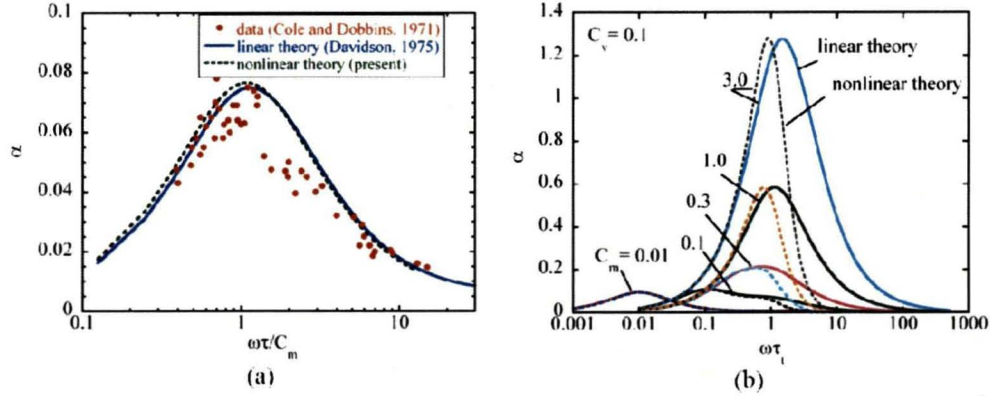 0.1
data (Cole and Dobbins, 1971)
linear theory (Davidson, 1975)
nonlinear theory (present)
0.08
0.06
α
0.04
0.02
0
0.1
1
10
ωτ/C_m
(a)
1.4
C_v = 0.1
1.2
linear theory
3.0
1
nonlinear theory
0.8
α
1.0
0.6
0.3
0.4
0.1
C_m = 0.01
0.2
0
0.001
0.01
0.1
1
10
100
1000
ωτ_t
(b)